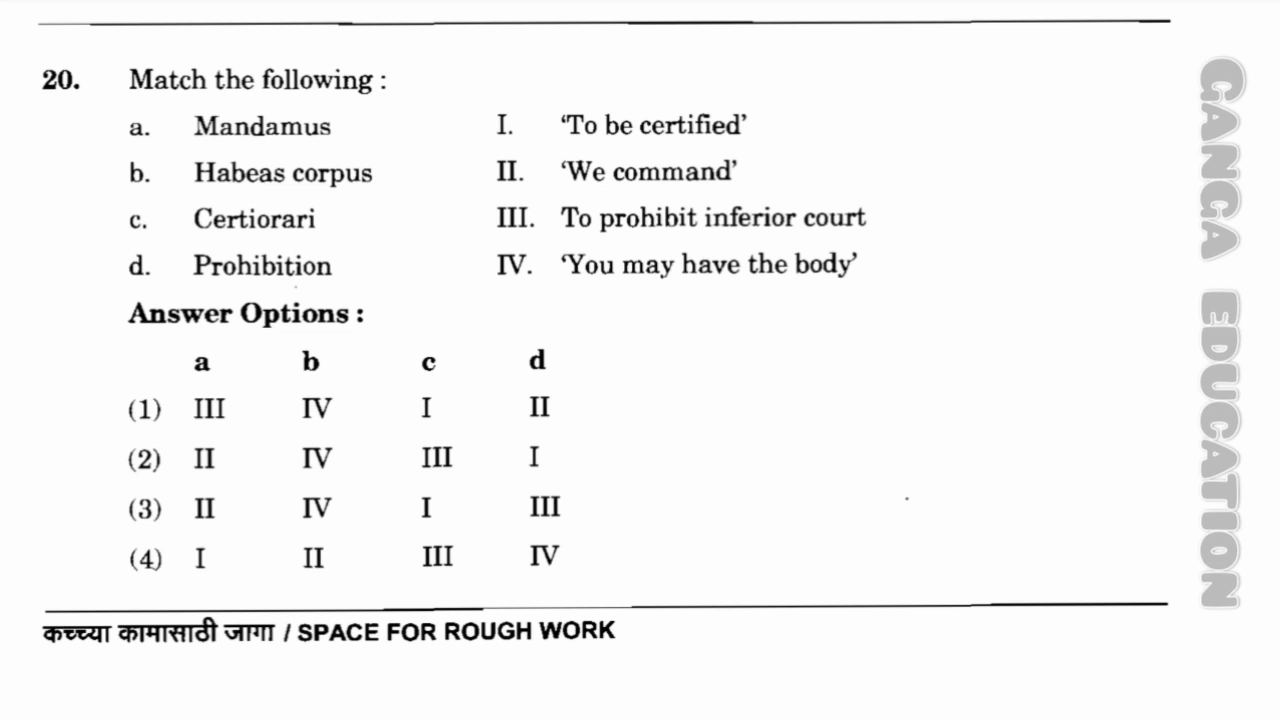 20. Match the following :
a. Mandamus I. ‘To be certified’
b. Habeas corpus II. ‘We command’
c. Certiorari III. To prohibit inferior court
d. Prohibition IV. ‘You may have the body’
Answer Options :
a b c d
(1) III IV I II
(2) II IV III I
(3) II IV I III
(4) I II III IV
कच्च्या कामासाठी जागा / SPACE FOR ROUGH WORK
GANGA EDUCATION